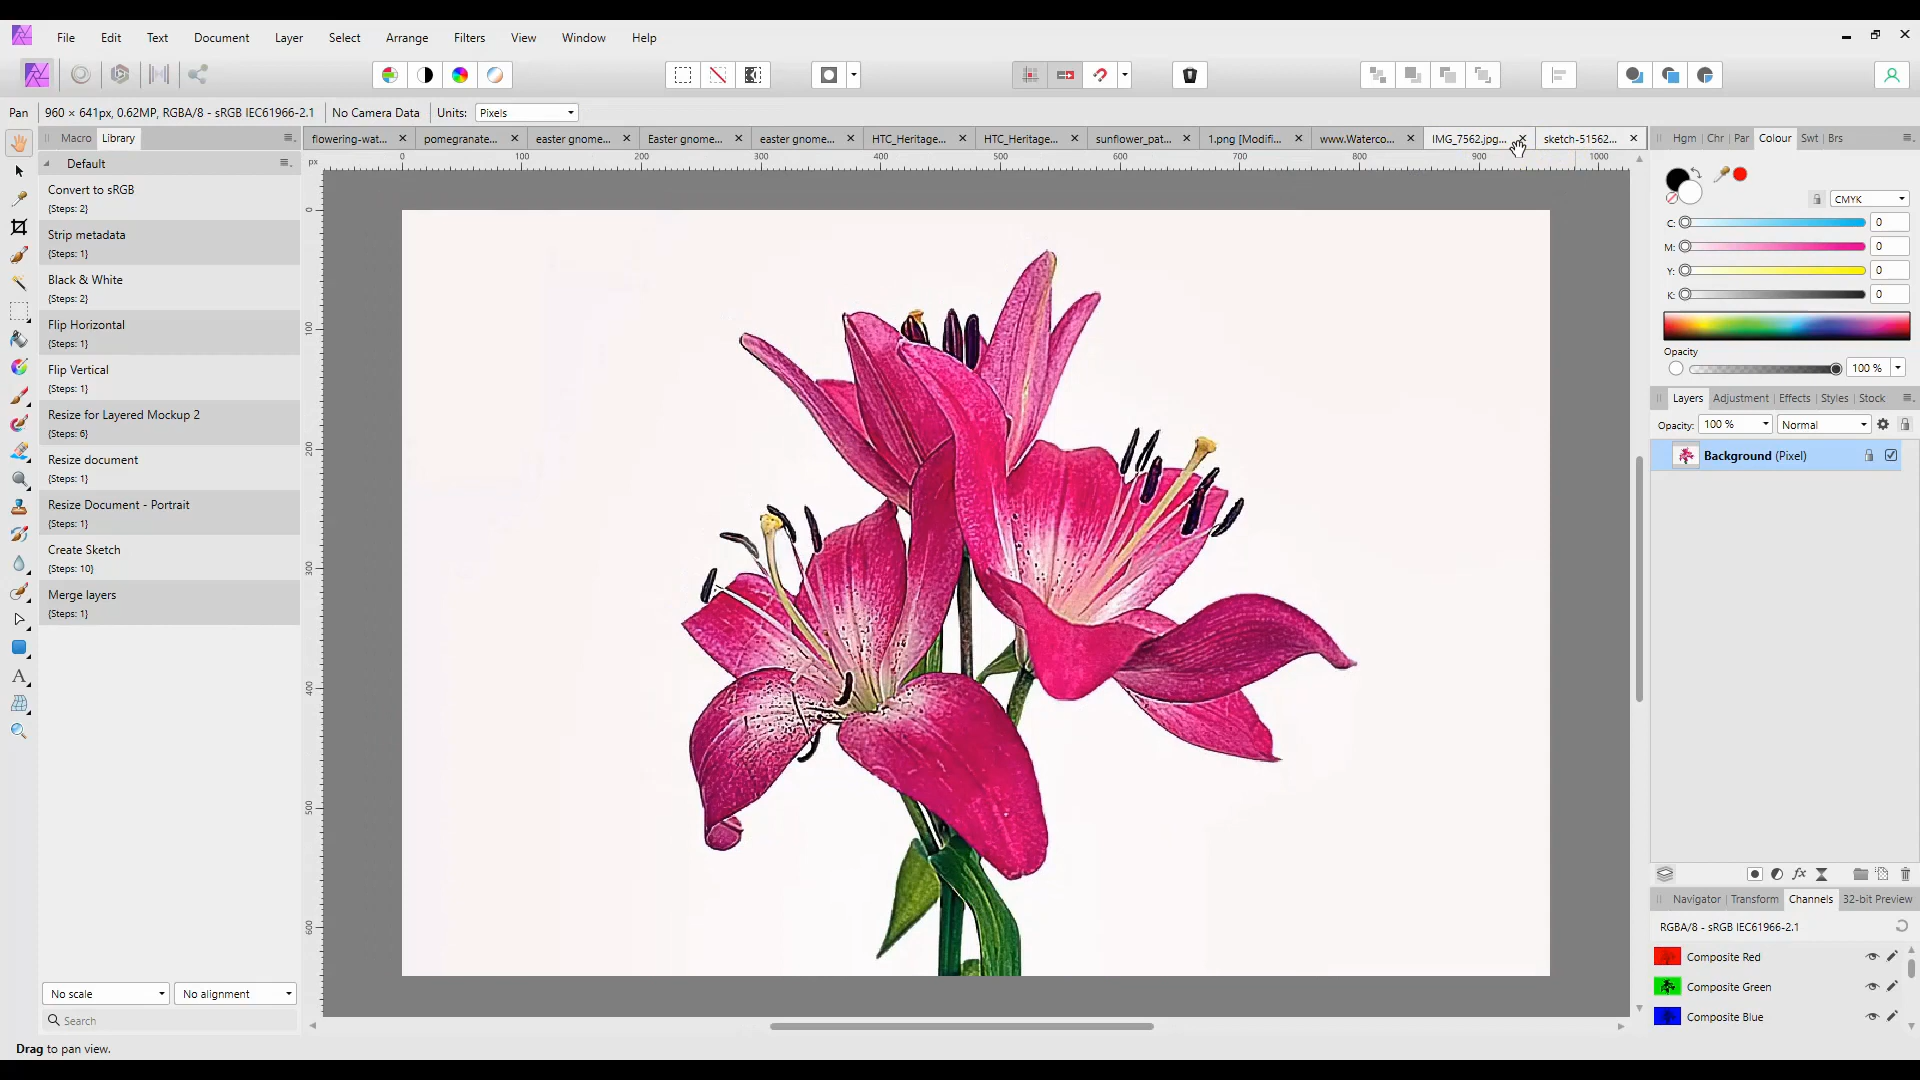 File Edit Text Document Layer Select Arrange Filters View Window Help
Pan 960 × 641px, 0.62MP, RGBA/8 - sRGB IEC61966-2.1 No Camera Data Units: Pixels
Macro Library
flowering-wat... pomegranate... easter gnome... Easter gnome... easter gnome... HTC_Heritage... HTC_Heritage... sunflower_pat... 1.png [Modifi... www.Waterco... IMG_7562.jpg... sketch-51562...
Hgm Chr Par Colour Swt Brs
px 0 100 200 300 400 500 600 700 800 900 1000
0
100
200
300
400
500
600
Default
Convert to sRGB
{Steps: 2}
Strip metadata
{Steps: 1}
Black & White
{Steps: 2}
Flip Horizontal
{Steps: 1}
Flip Vertical
{Steps: 1}
Resize for Layered Mockup 2
{Steps: 6}
Resize document
{Steps: 1}
Resize Document - Portrait
{Steps: 1}
Create Sketch
{Steps: 10}
Merge layers
{Steps: 1}
No scale No alignment
Search
Drag to pan view.
CMYK
C: 0
M: 0
Y: 0
K: 0
Opacity
100 %
Layers Adjustment Effects Styles Stock
Opacity: 100 % Normal
Background (Pixel)
fx
Navigator Transform Channels 32-bit Preview
RGBA/8 - sRGB IEC61966-2.1
Composite Red
Composite Green
Composite Blue